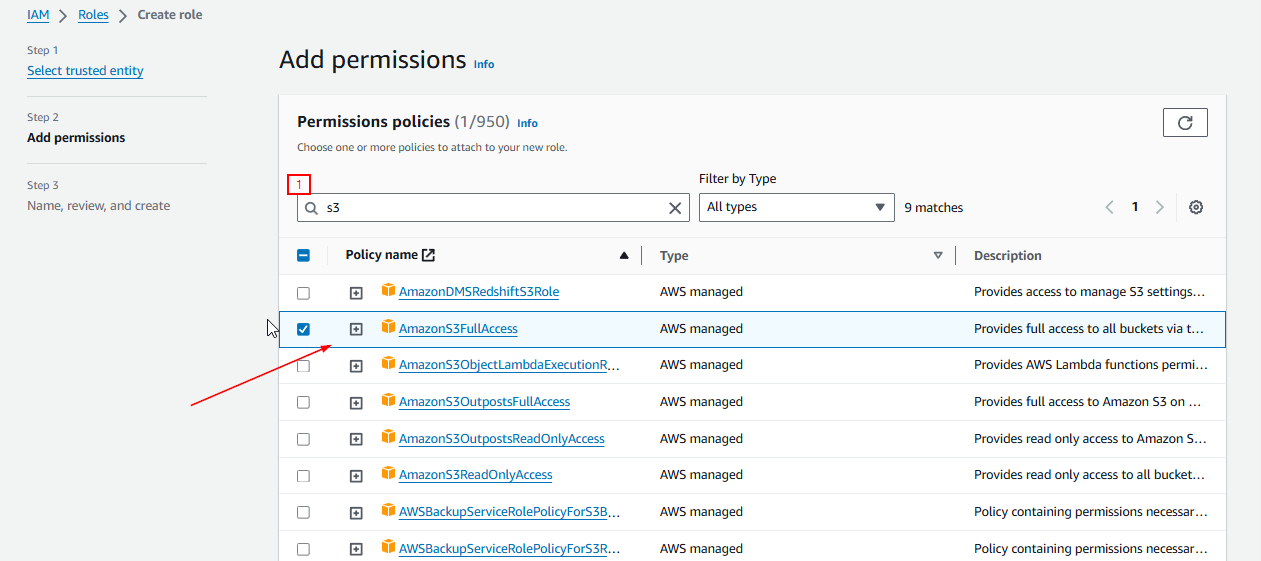 IAM > Roles > Create role
Step 1
Select trusted entity
Step 2
Add permissions
Step 3
Name, review, and create
Add permissions Info
Permissions policies (1/950) Info
Choose one or more policies to attach to your new role.
1
Filter by Type
s3
All types
9 matches
1
Policy name Type Description
AmazonDMSRedshiftS3Role AWS managed Provides access to manage S3 settings...
AmazonS3FullAccess AWS managed Provides full access to all buckets via t...
AmazonS3ObjectLambdaExecutionR... AWS managed Provides AWS Lambda functions permi...
AmazonS3OutpostsFullAccess AWS managed Provides full access to Amazon S3 on ...
AmazonS3OutpostsReadOnlyAccess AWS managed Provides read only access to Amazon S...
AmazonS3ReadOnlyAccess AWS managed Provides read only access to all bucket...
AWSBackupServiceRolePolicyForS3B... AWS managed Policy containing permissions necessar...
AWSBackupServiceRolePolicyForS3R... AWS managed Policy containing permissions necessar...